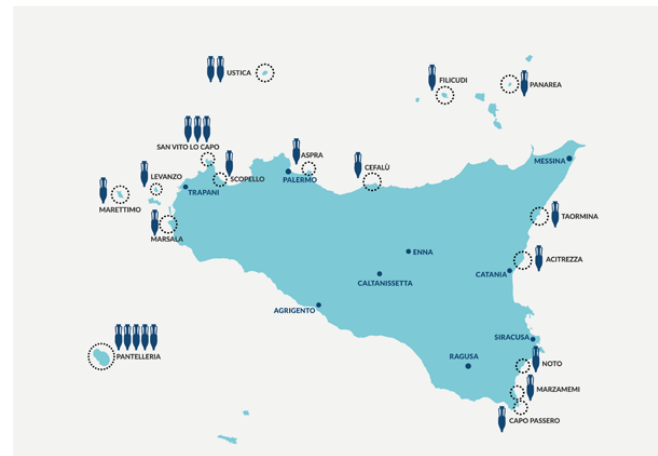 USTICA
FILICUDI
PANAREA
SAN VITO LO CAPO
ASPRA
CEFALÙ
MESSINA
LEVANZO
SCOPELLO
PALERMO
TRAPANI
MARETTIMO
TAORMINA
MARSALA
ENNA
ACITREZZA
CATANIA
CALTANISSETTA
AGRIGENTO
SIRACUSA
PANTELLERIA
RAGUSA
NOTO
MARZAMEMI
CAPO PASSERO